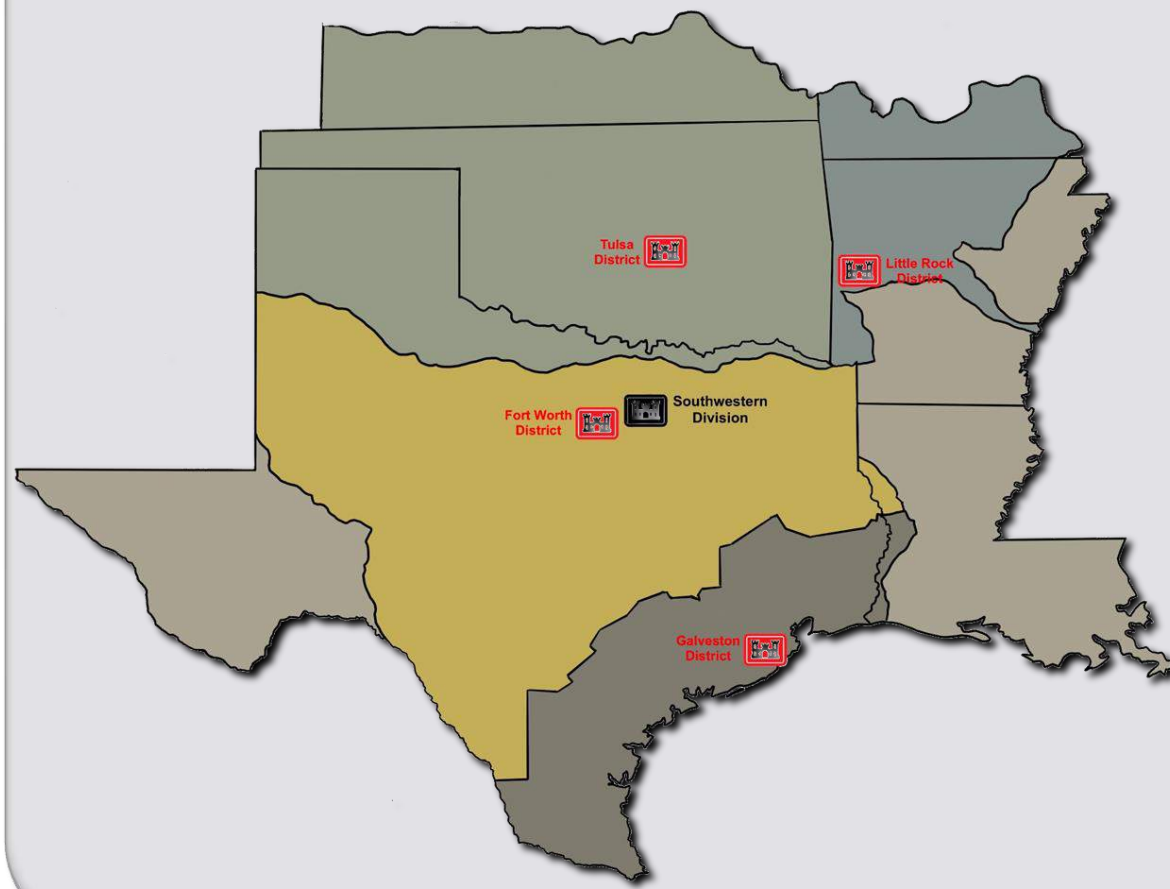 Tulsa
District
Little Rock
District
Fort Worth
District
Southwestern
Division
Galveston
District